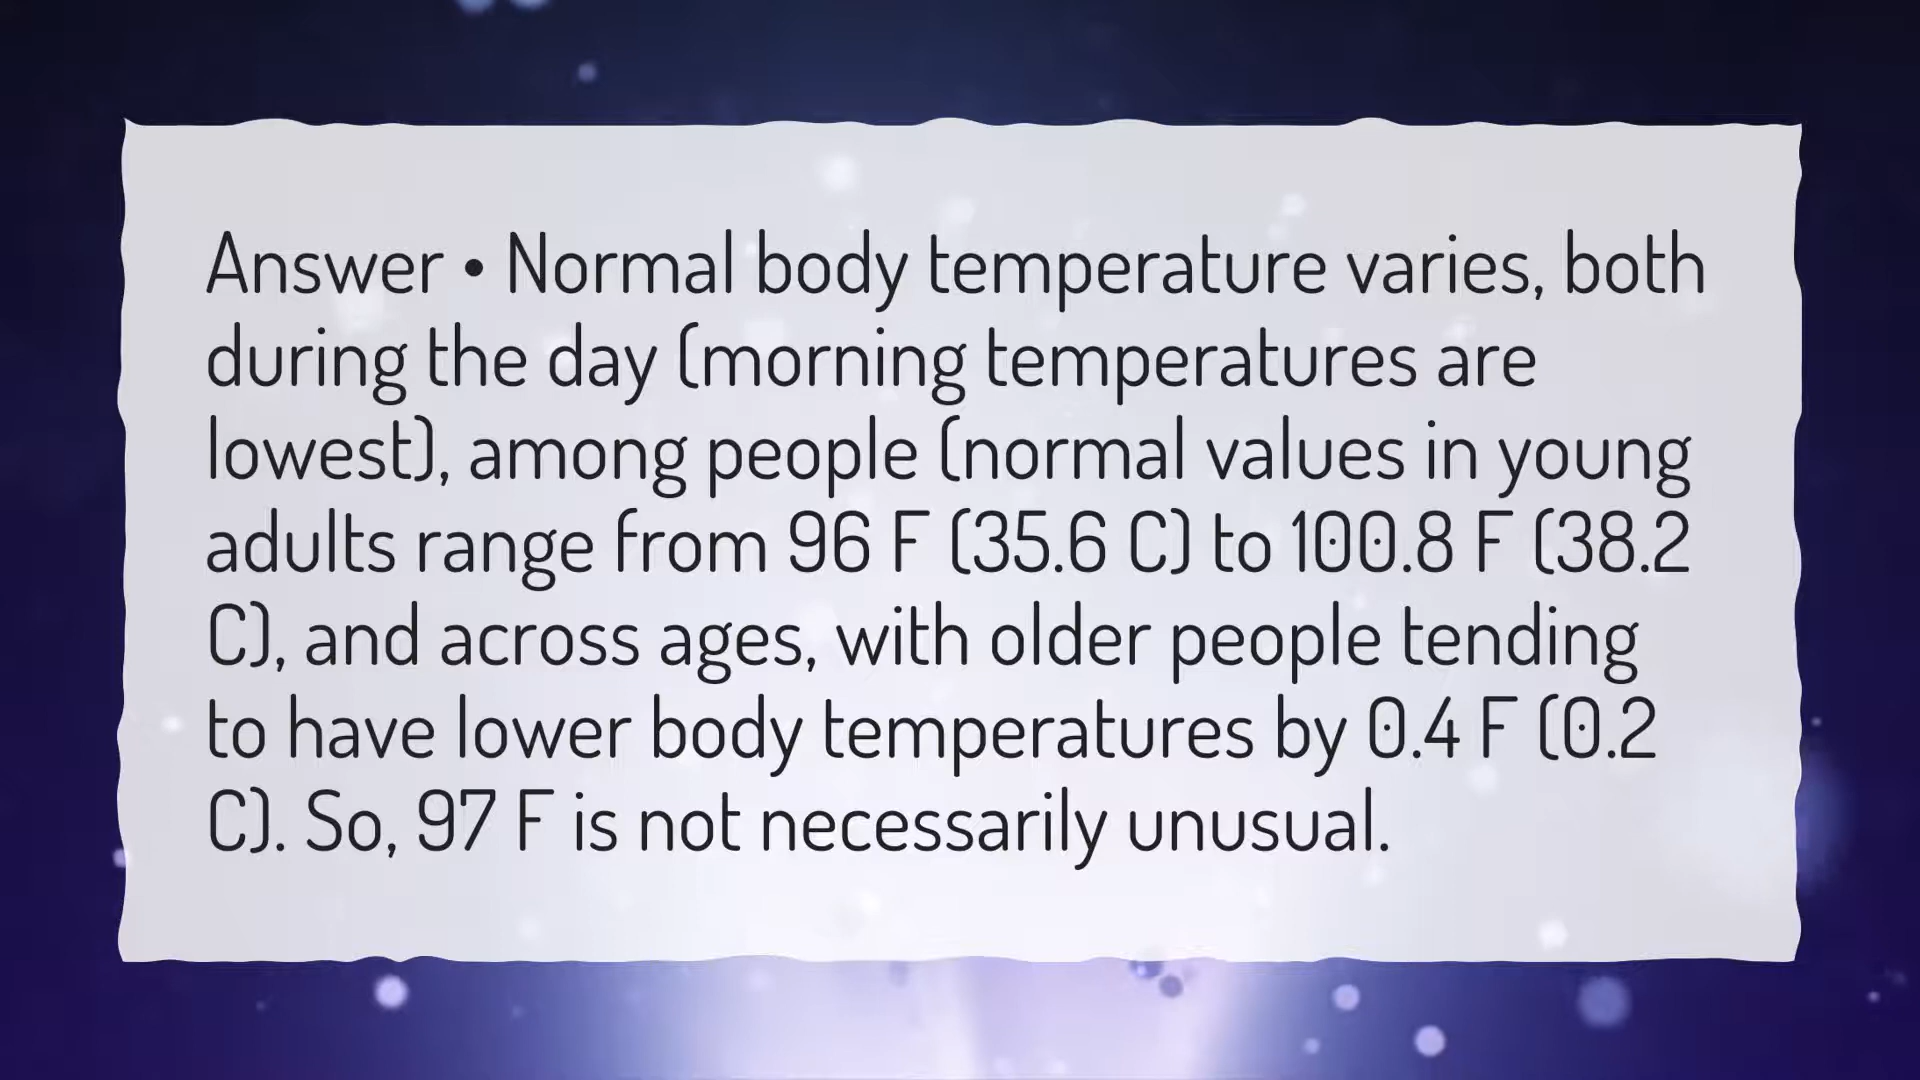 Answer • Normal body temperature varies, both
during the day (morning temperatures are
lowest), among people (normal values in young
adults range from 96 F (35.6 C) to 100.8 F (38.2
C), and across ages, with older people tending
to have lower body temperatures by 0.4 F (0.2
C). So, 97 F is not necessarily unusual.